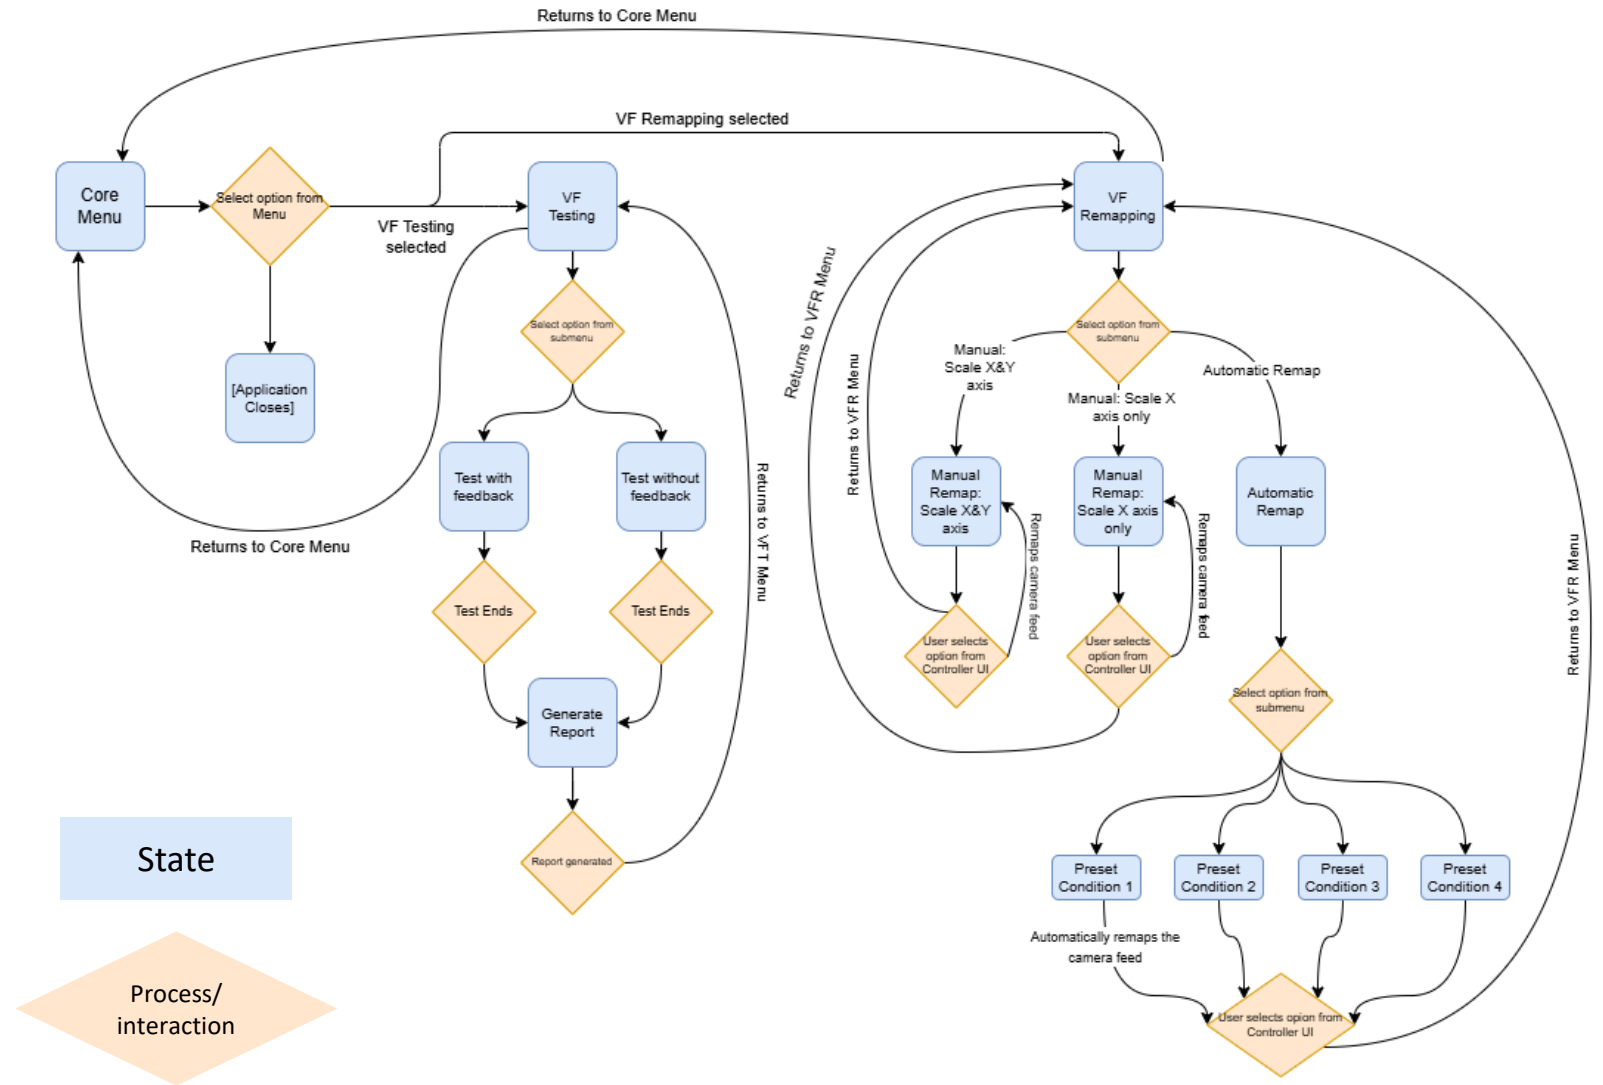 Returns to Core Menu
VF Remapping selected
Core
Menu
Select option from
Menu
VF Testing
selected
VF
Testing
VF
Remapping
[Application
Closes]
Select option from
submenu
Test with
feedback
Test without
feedback
Test Ends
Test Ends
Generate
Report
Report generated
Returns to Core Menu
Returns to VFT Menu
Returns to VFR Menu
Returns to VFR Menu
Select option from
submenu
Manual:
Scale X&Y
axis
Manual: Scale X
axis only
Automatic Remap
Manual
Remap:
Scale X&Y
axis
Manual
Remap:
Scale X axis
only
Automatic
Remap
Remaps camera feed
Remaps camera feed
User selects
option from
Controller UI
User selects
option from
Controller UI
Returns to VFR Menu
Select option from
submenu
Preset
Condition 1
Preset
Condition 2
Preset
Condition 3
Preset
Condition 4
Automatically remaps the
camera feed
User selects opion from
Controller UI
State
Process/
interaction